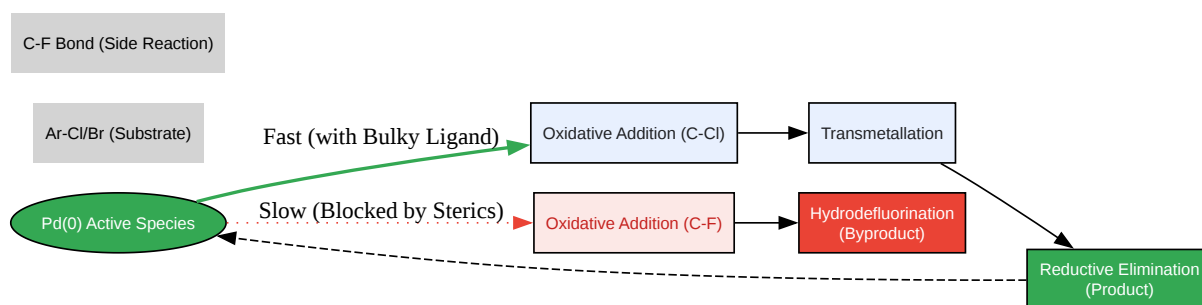 C-F Bond (Side Reaction)
Ar-Cl/Br (Substrate)
Fast (with Bulky Ligand)
Oxidative Addition (C-Cl)
Transmetallation
Pd(0) Active Species
Slow (Blocked by Sterics)
Oxidative Addition (C-F)
Hydrodefluorination
(Byproduct)
Reductive Elimination
(Product)